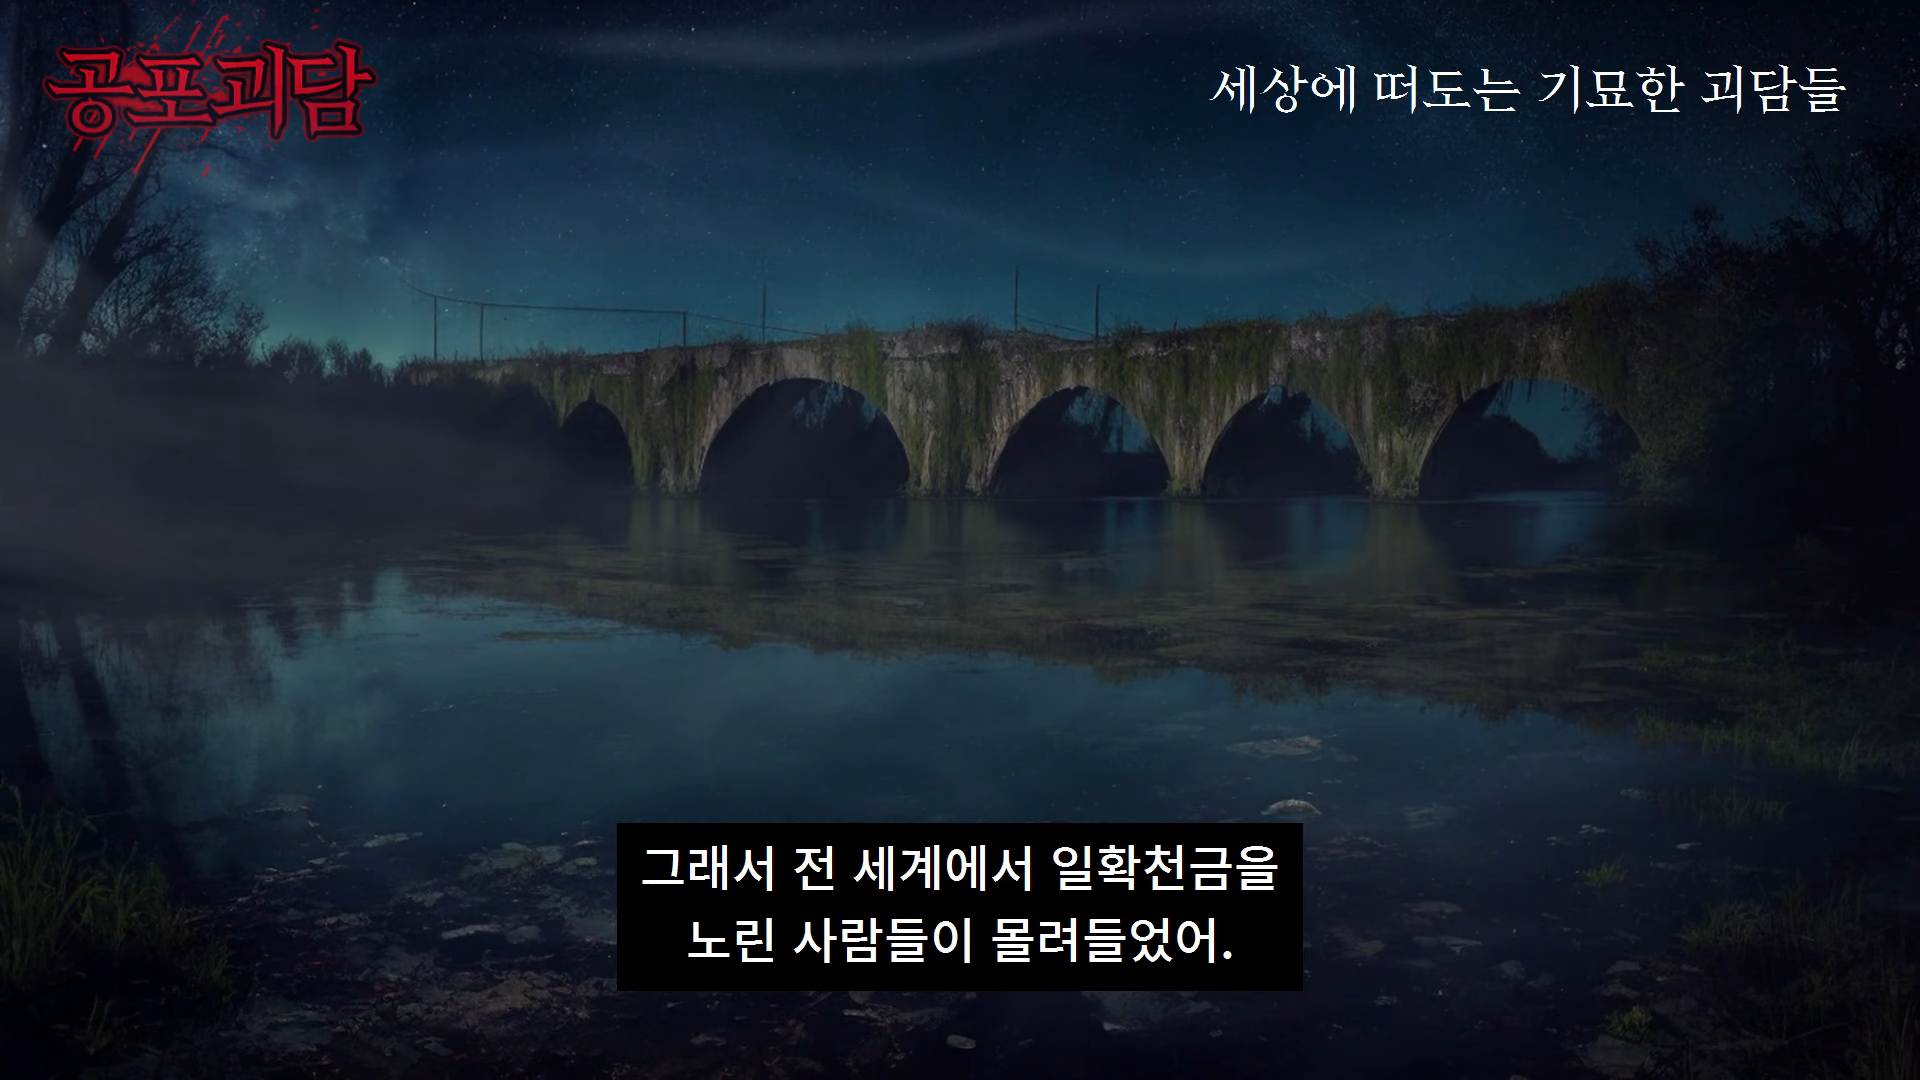 공포괴담
세상에 떠도는 기묘한 괴담들
그래서 전 세계에서 일확천금을
노린 사람들이 몰려들었어.